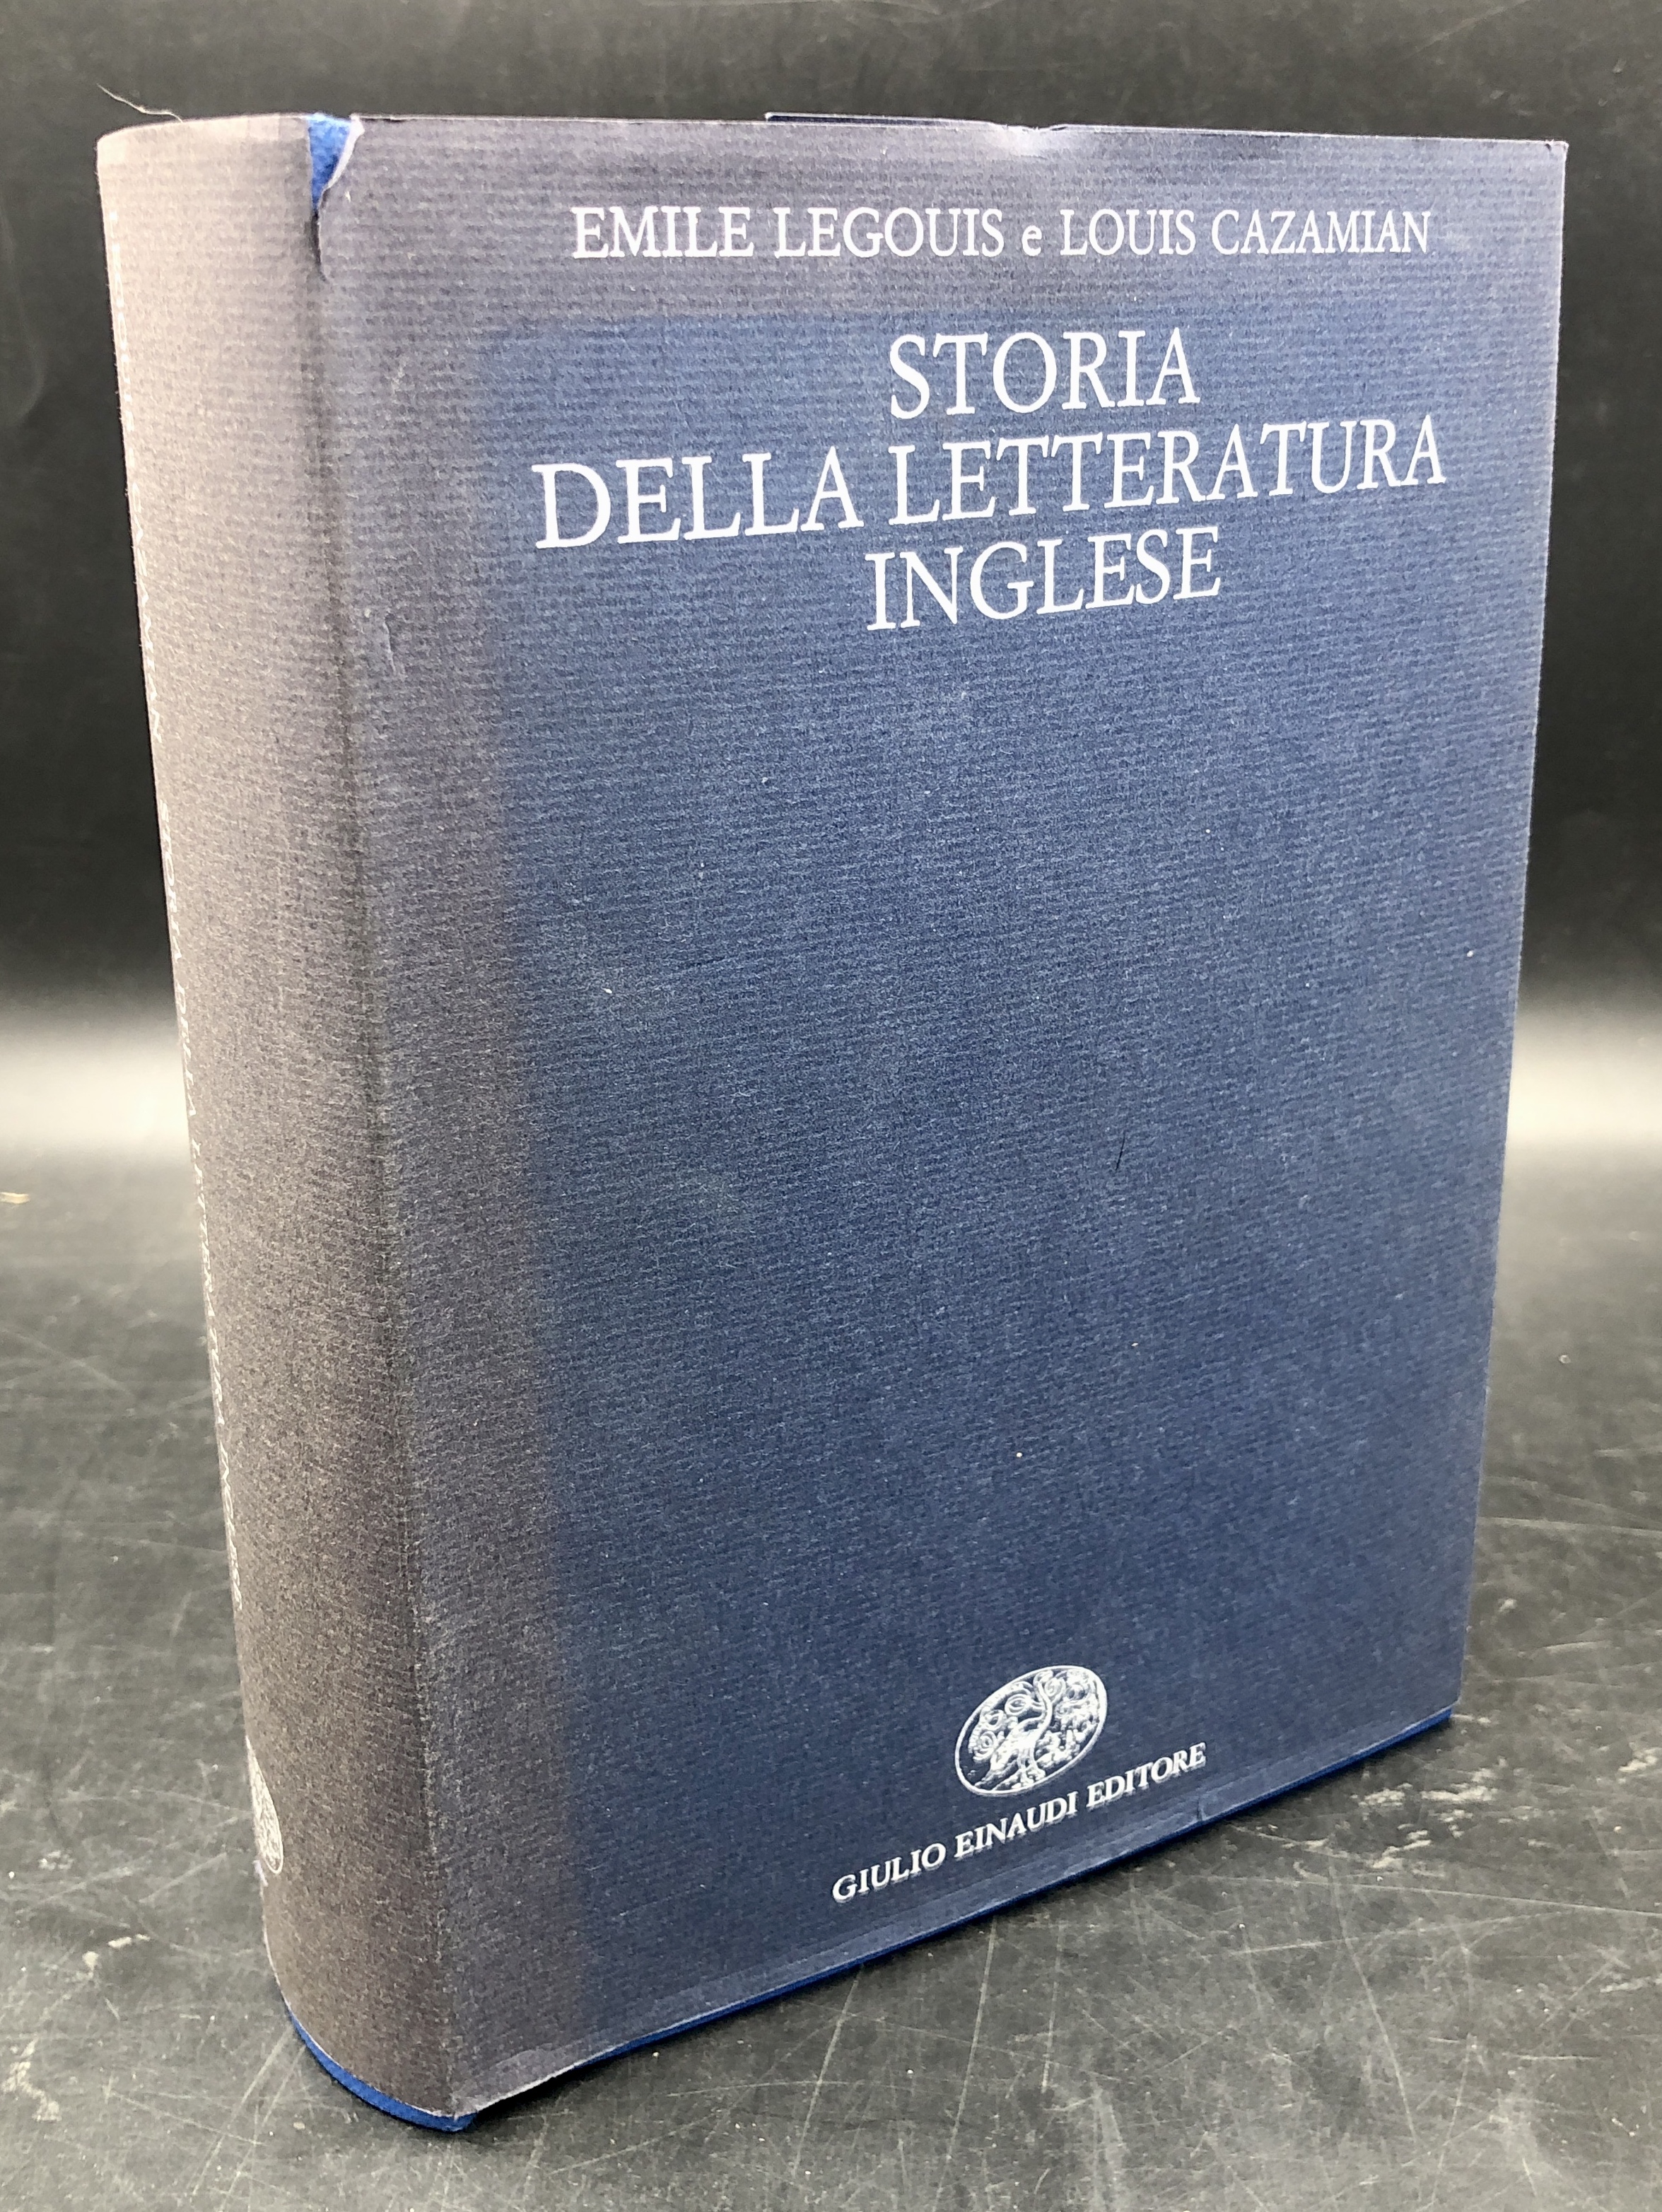 EMILE LEGOUIS e LOUIS CAZAMIAN
STORIA
DELLA LETTERATURA
INGLESE
GIULIO EINAUDI EDITORE